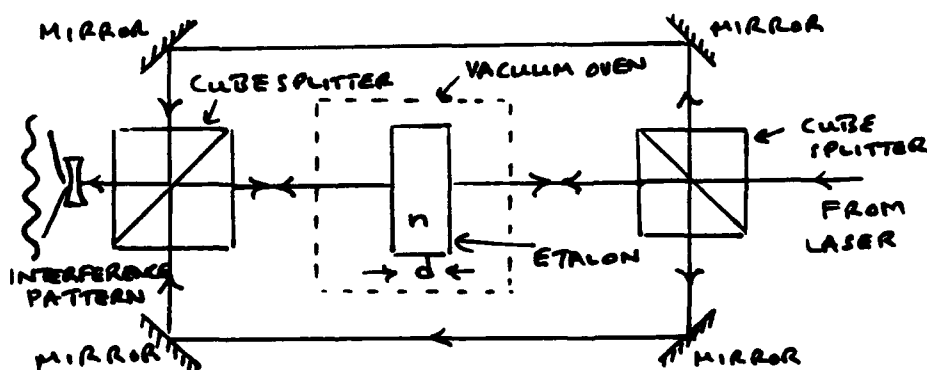 MIRROR
MIRROR
VACUUM OVEN
CUBE SPLITTER
CUBE
SPLITTER
FROM
LASER
n
ETALON
d
INTERFERENCE
PATTERN
MIRROR
MIRROR